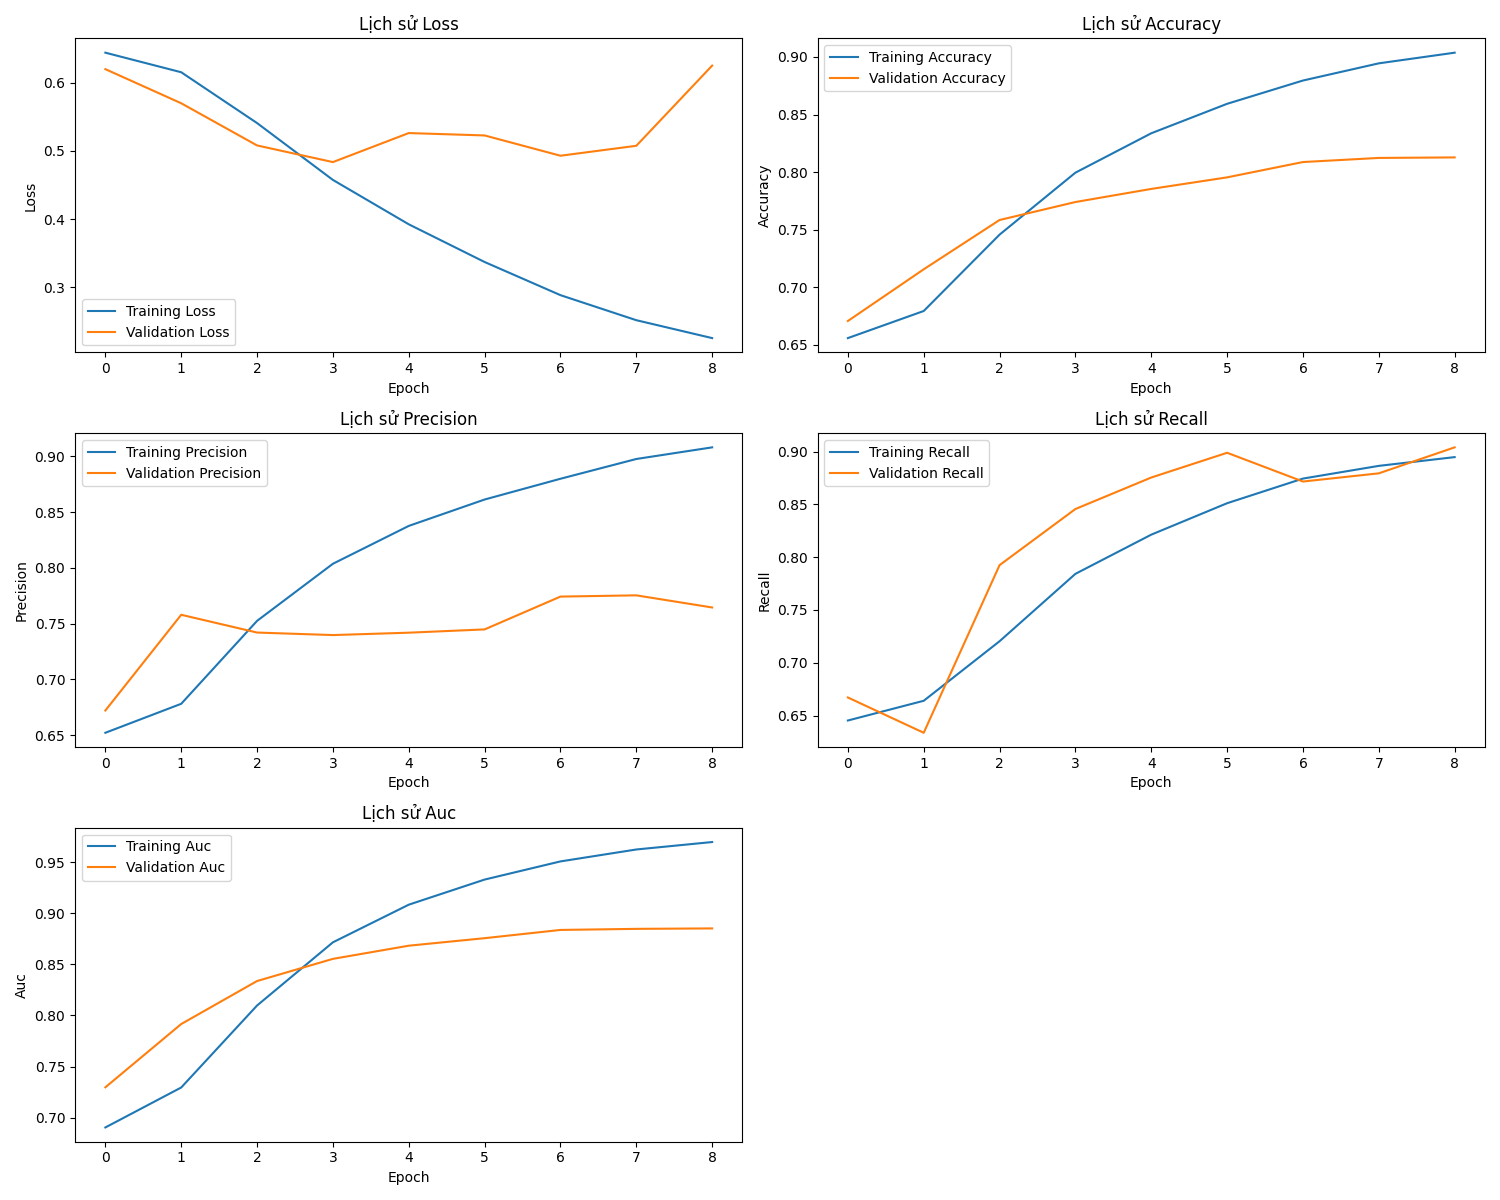 Lịch sử Loss
0.6
0.5
0.4
0.3
Loss
Training Loss
Validation Loss
0 1 2 3 4 5 6 7 8
Epoch
Lịch sử Accuracy
Training Accuracy
Validation Accuracy
0.90
0.85
0.80
0.75
0.70
0.65
Accuracy
0 1 2 3 4 5 6 7 8
Epoch
Lịch sử Precision
Training Precision
Validation Precision
0.90
0.85
0.80
0.75
0.70
0.65
Precision
0 1 2 3 4 5 6 7 8
Epoch
Lịch sử Recall
Training Recall
Validation Recall
0.90
0.85
0.80
0.75
0.70
0.65
Recall
0 1 2 3 4 5 6 7 8
Epoch
Lịch sử Auc
Training Auc
Validation Auc
0.95
0.90
0.85
0.80
0.75
0.70
Auc
0 1 2 3 4 5 6 7 8
Epoch